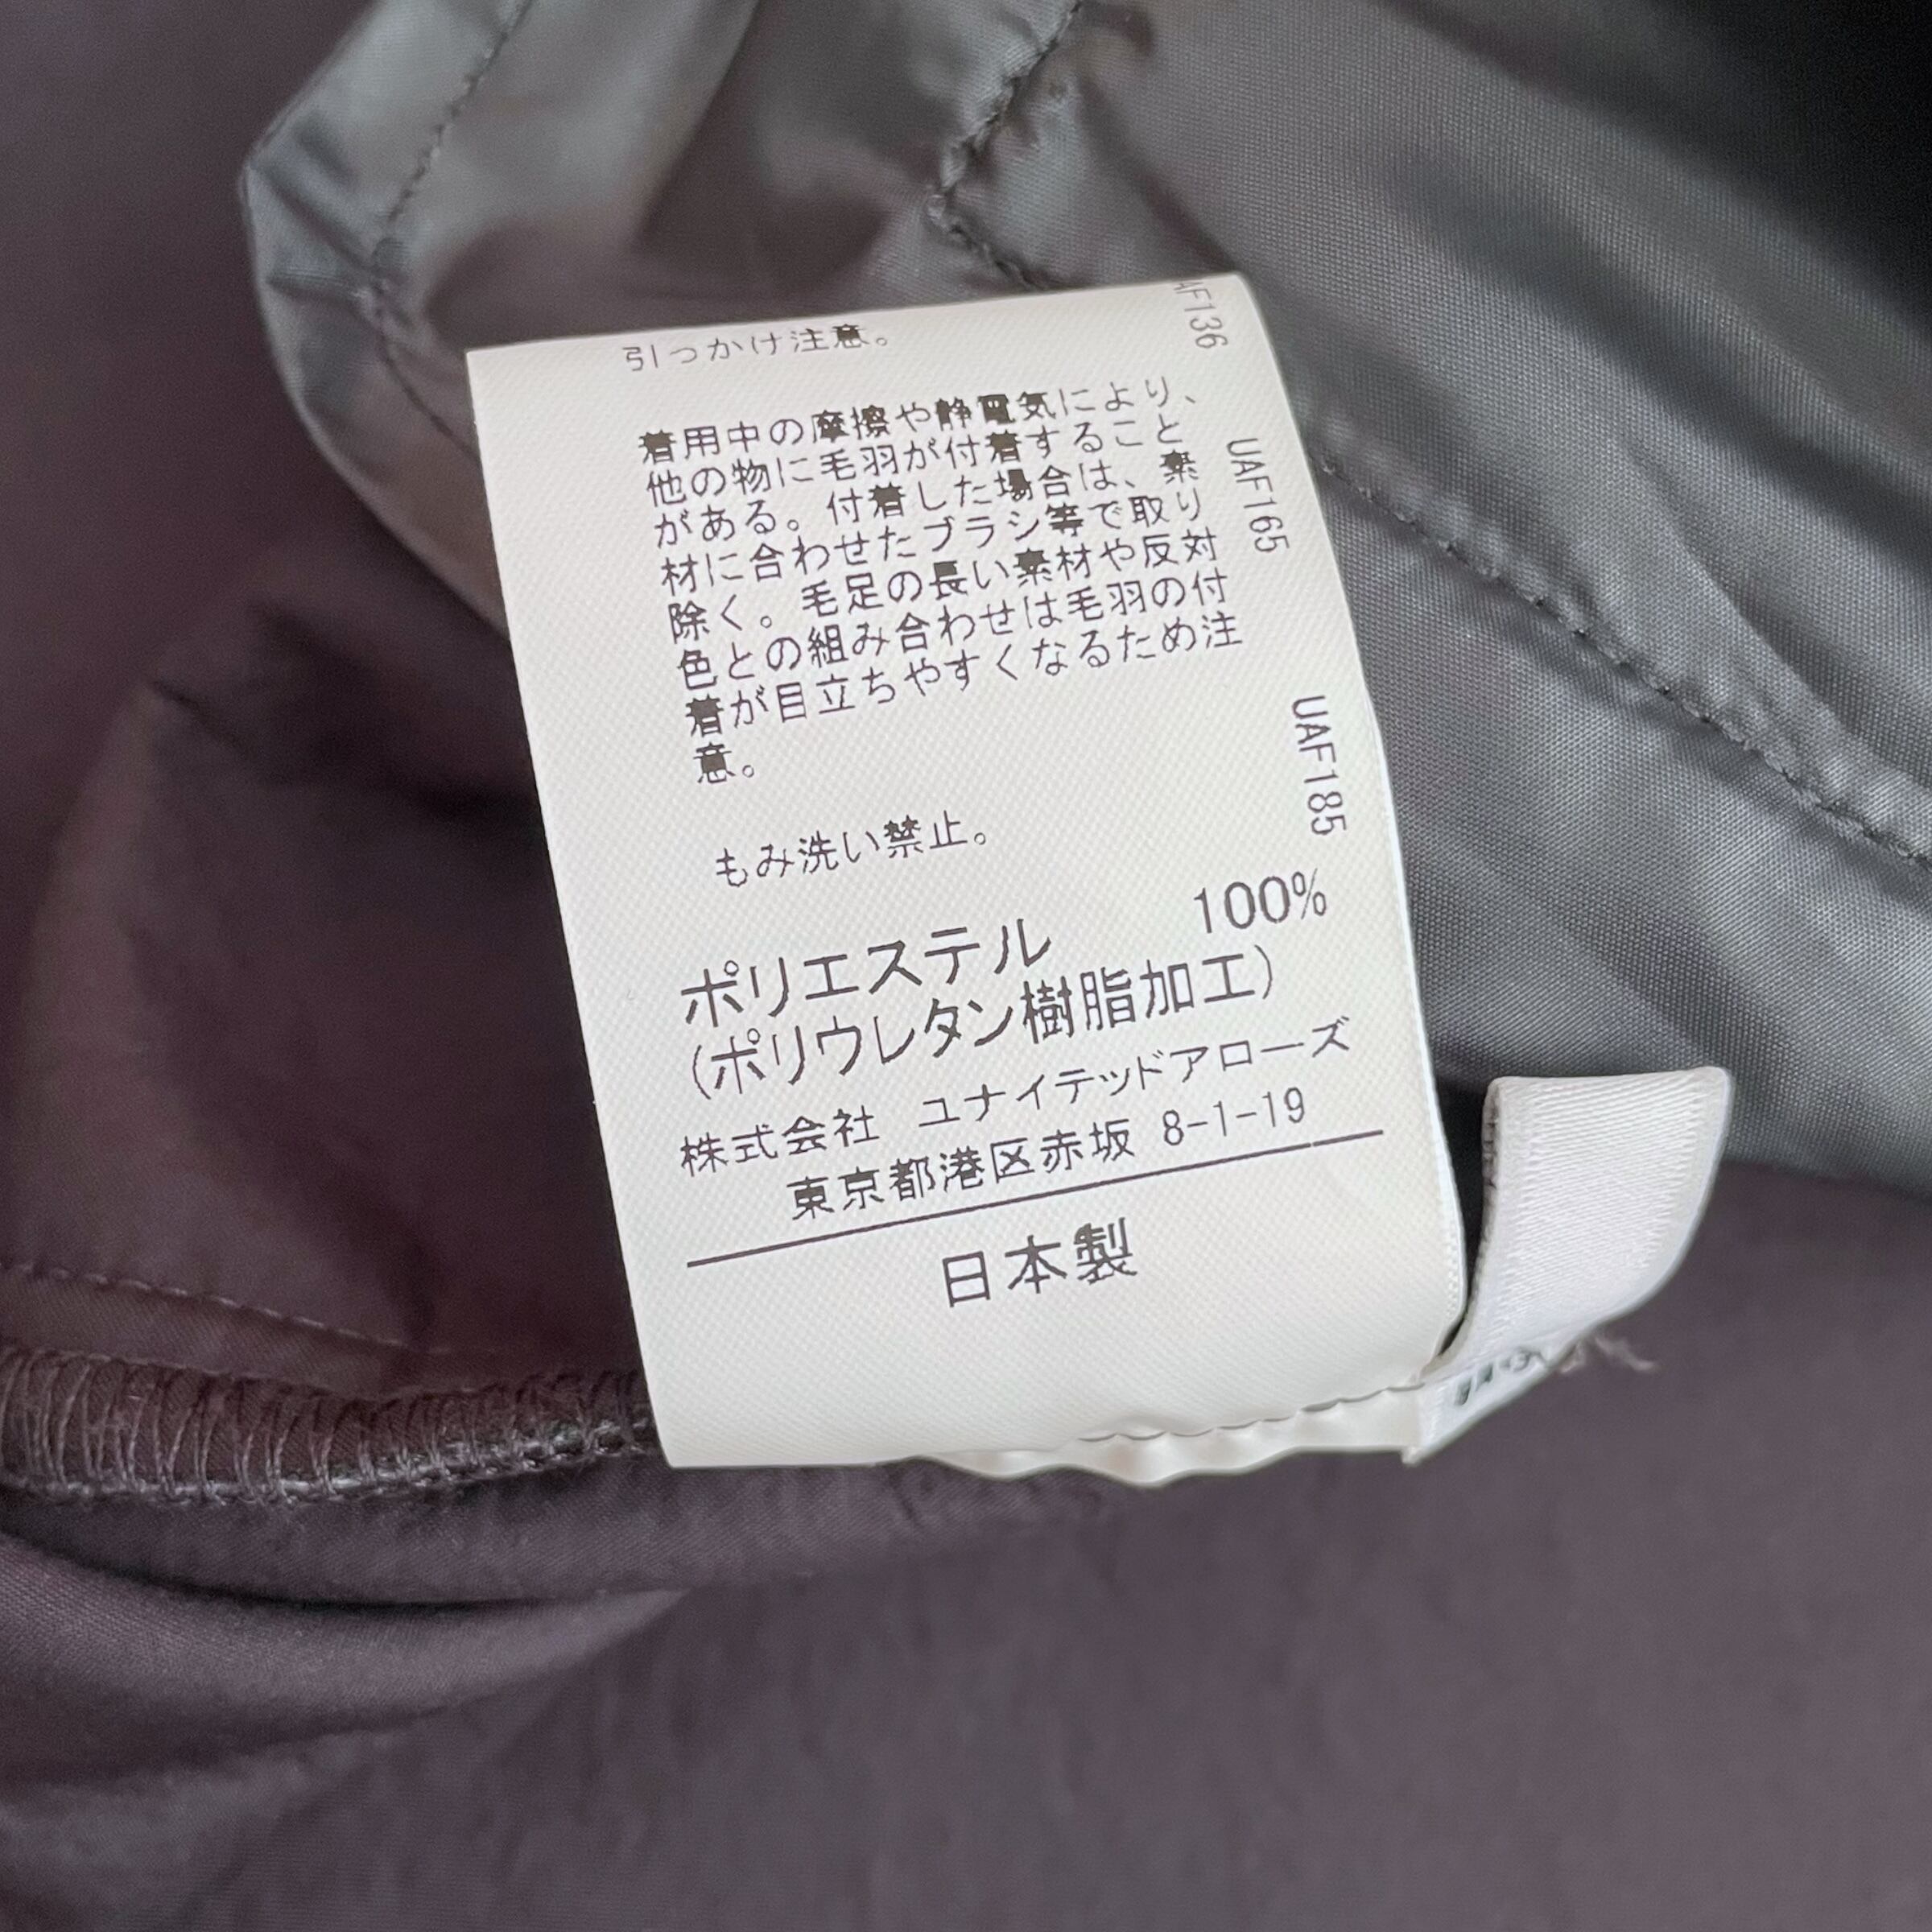 引っかけ注意。
着用中の摩擦や静電気により、
他の物に毛羽が付着すること
がある。付着した場合は、素
材に合わせたブラシ等で取り
除く。毛足の長い素材や反対
色との組み合わせは毛羽の付
着が目立ちやすくなるため注
意。
もみ洗い禁止。
ポリエステル 100%
(ポリウレタン樹脂加工)
株式会社 ユナイテッドアローズ
東京都港区赤坂 8-1-19
日本製
AF136
UAF165
UAF185